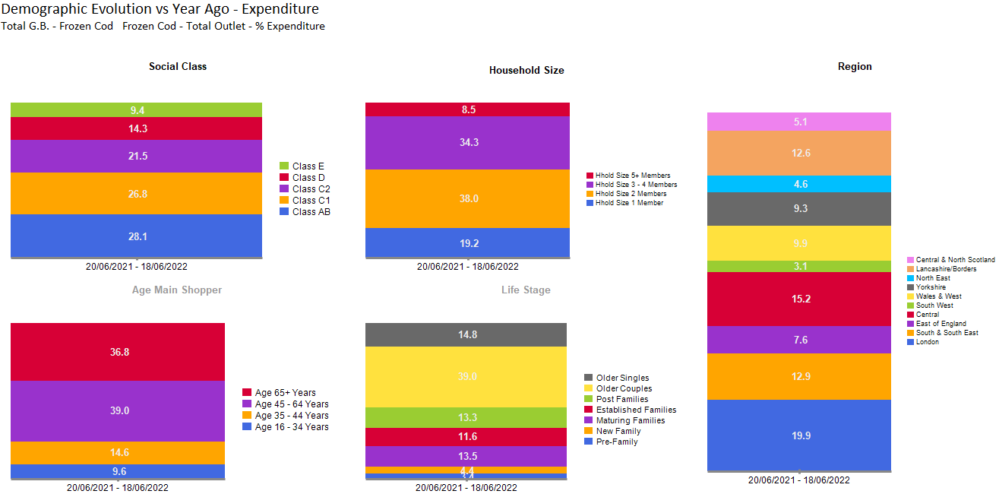 Demographic Evolution vs Year Ago - Expenditure
Total G.B. - Frozen Cod   Frozen Cod - Total Outlet - % Expenditure
Social Class
9.4
14.3
21.5
26.8
28.1
20/06/2021 - 18/06/2022
Class E
Class D
Class C2
Class C1
Class AB
Household Size
8.5
34.3
38.0
19.2
20/06/2021 - 18/06/2022
Hhold Size 5+ Members
Hhold Size 3 - 4 Members
Hhold Size 2 Members
Hhold Size 1 Member
Region
5.1
12.6
4.6
9.3
9.9
3.1
15.2
7.6
12.9
19.9
20/06/2021 - 18/06/2022
Central & North Scotland
Lancashire/Borders
North East
Yorkshire
Wales & West
South West
Central
East of England
South & South East
London
Age Main Shopper
36.8
39.0
14.6
9.6
20/06/2021 - 18/06/2022
Age 65+ Years
Age 45 - 64 Years
Age 35 - 44 Years
Age 16 - 34 Years
Life Stage
14.8
39.0
13.3
11.6
13.5
4.4
3.4
20/06/2021 - 18/06/2022
Older Singles
Older Couples
Post Families
Established Families
Maturing Families
New Family
Pre-Family